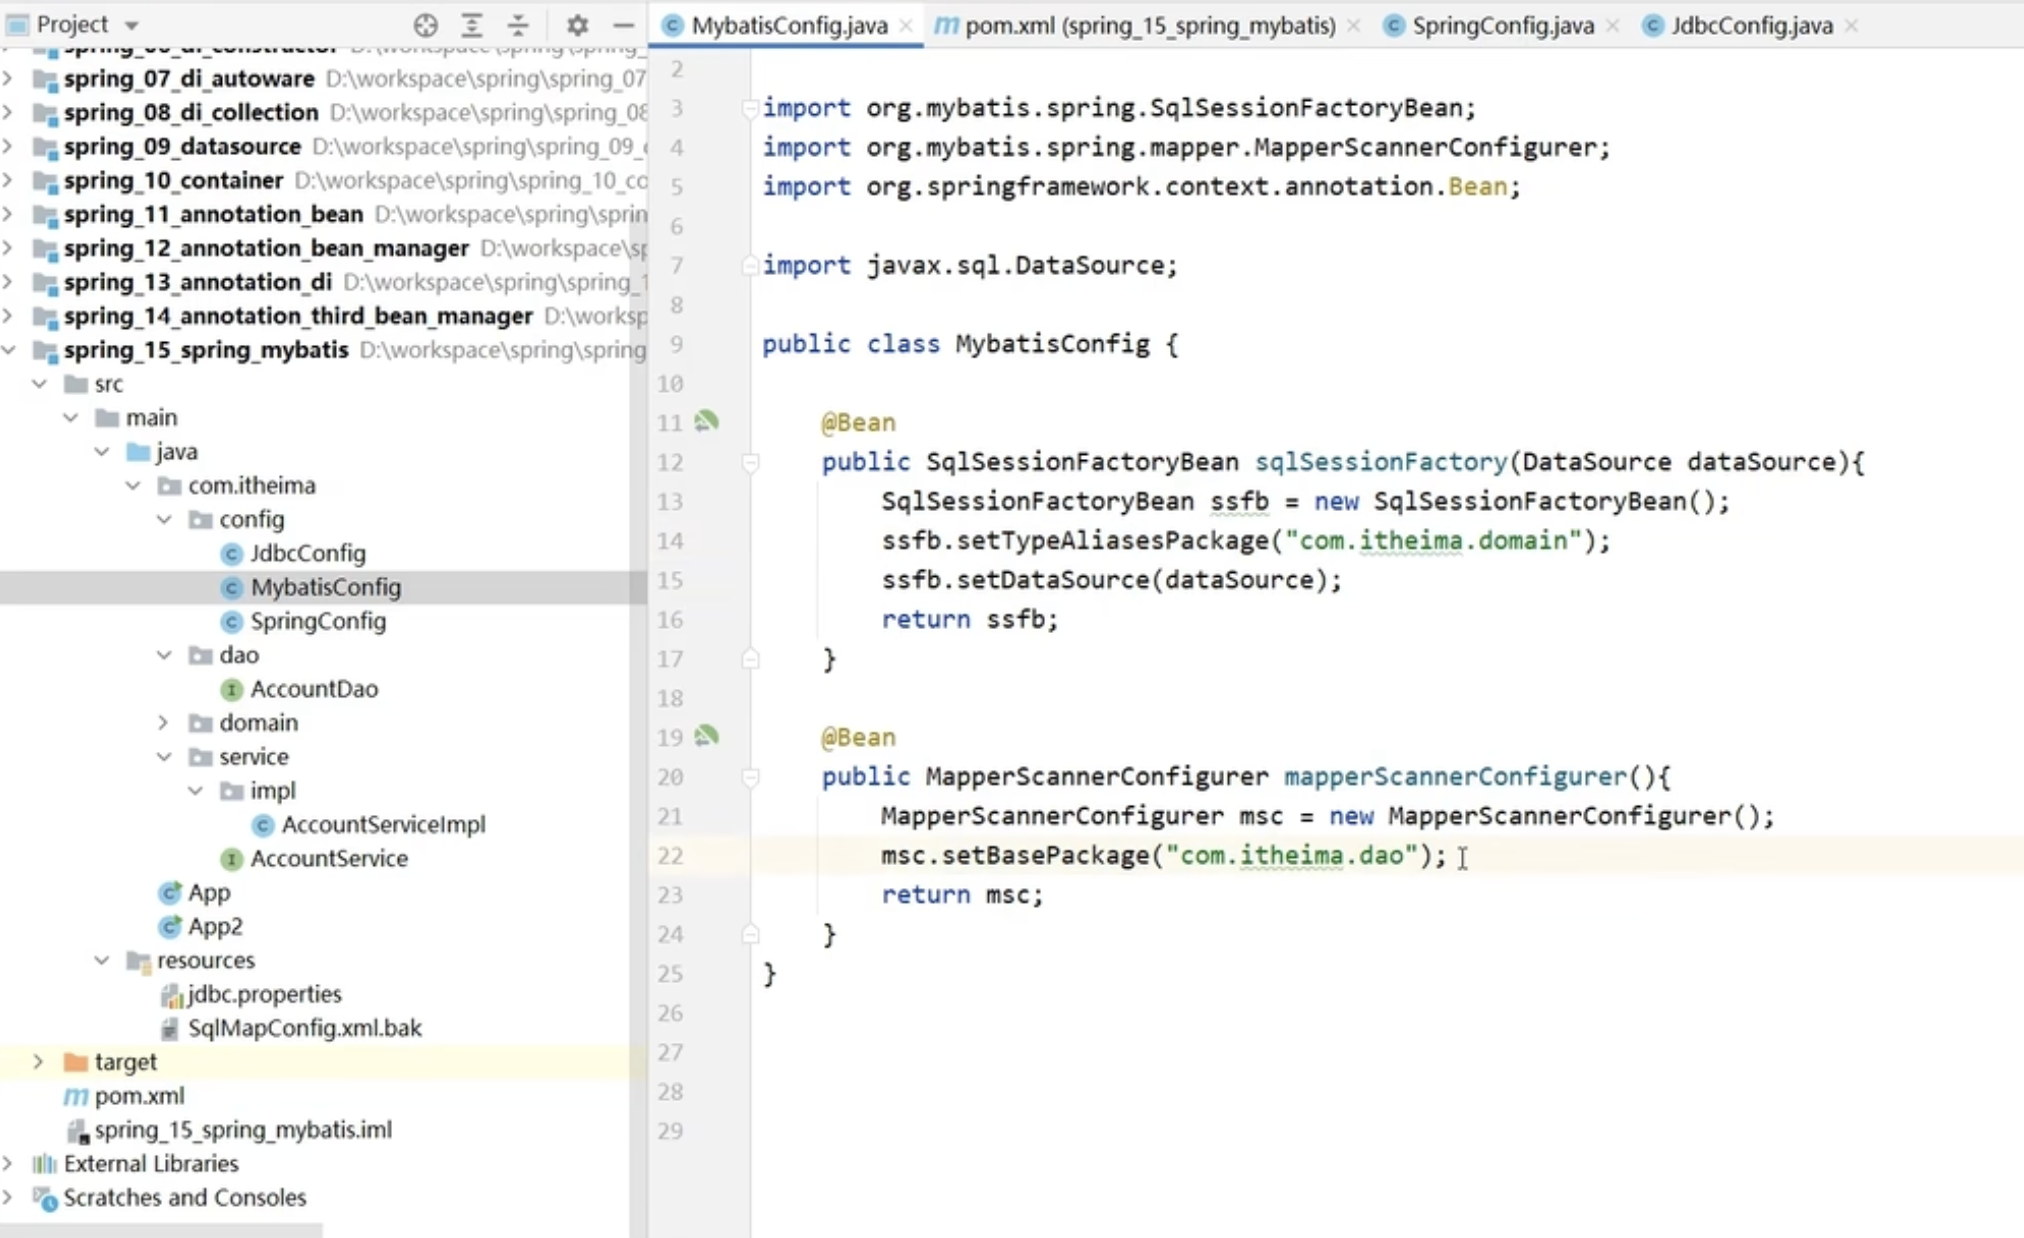 Project
MybatisConfig.java
pom.xml (spring_15_spring_mybatis)
SpringConfig.java
JdbcConfig.java
spring_06_di_constructor D:\workspace\spring\spring_
spring_07_di_autoware D:\workspace\spring\spring_07
spring_08_di_collection D:\workspace\spring\spring_08
spring_09_datasource D:\workspace\spring\spring_09_
spring_10_container D:\workspace\spring\spring_10_co
spring_11_annotation_bean D:\workspace\spring\sprin
spring_12_annotation_bean_manager D:\workspace\sp
spring_13_annotation_di D:\workspace\spring\spring_1
spring_14_annotation_third_bean_manager D:\worksp
spring_15_spring_mybatis D:\workspace\spring\spring
src
main
java
com.itheima
config
JdbcConfig
MybatisConfig
SpringConfig
dao
AccountDao
domain
service
impl
AccountServiceImpl
AccountService
App
App2
resources
jdbc.properties
SqlMapConfig.xml.bak
target
pom.xml
spring_15_spring_mybatis.iml
External Libraries
Scratches and Consoles
2
3 import org.mybatis.spring.SqlSessionFactoryBean;
4 import org.mybatis.spring.mapper.MapperScannerConfigurer;
5 import org.springframework.context.annotation.Bean;
6
7 import javax.sql.DataSource;
8
9 public class MybatisConfig {
10
11 @Bean
12 public SqlSessionFactoryBean sqlSessionFactory(DataSource dataSource){
13 SqlSessionFactoryBean ssfb = new SqlSessionFactoryBean();
14 ssfb.setTypeAliasesPackage("com.itheima.domain");
15 ssfb.setDataSource(dataSource);
16 return ssfb;
17 }
18
19 @Bean
20 public MapperScannerConfigurer mapperScannerConfigurer(){
21 MapperScannerConfigurer msc = new MapperScannerConfigurer();
22 msc.setBasePackage("com.itheima.dao");
23 return msc;
24 }
25 }
26
27
28
29